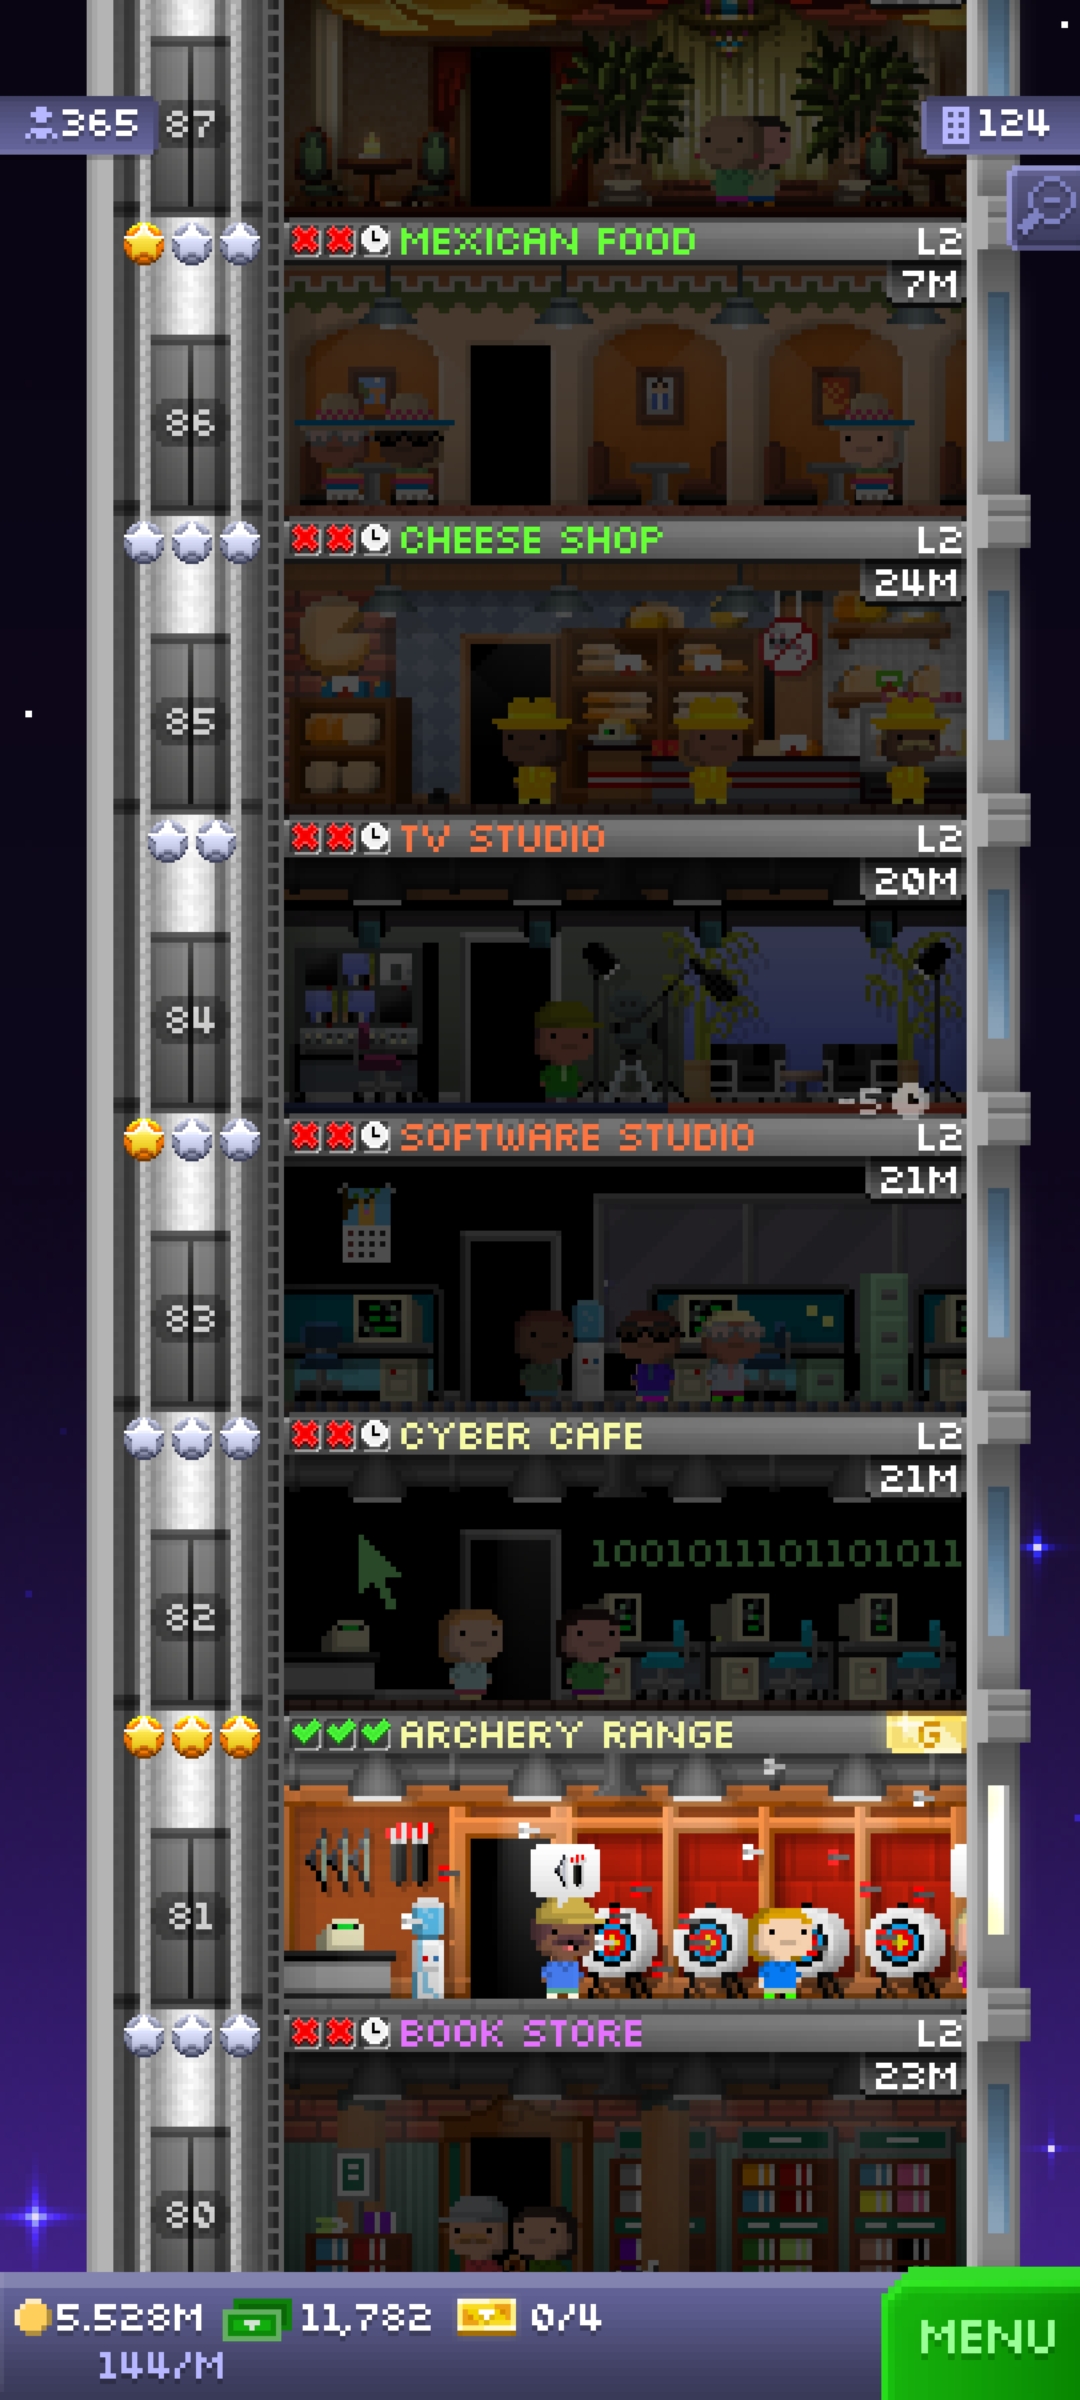 365
87
124
MEXICAN FOOD
L2
7M
86
CHEESE SHOP
L2
24M
85
TV STUDIO
L2
20M
84
-5
SOFTWARE STUDIO
L2
21M
83
CYBER CAFE
L2
21M
1001011101101011
82
ARCHERY RANGE
G
81
BOOK STORE
L2
23M
80
5.528M
11,782
0/4
144/M
MENU